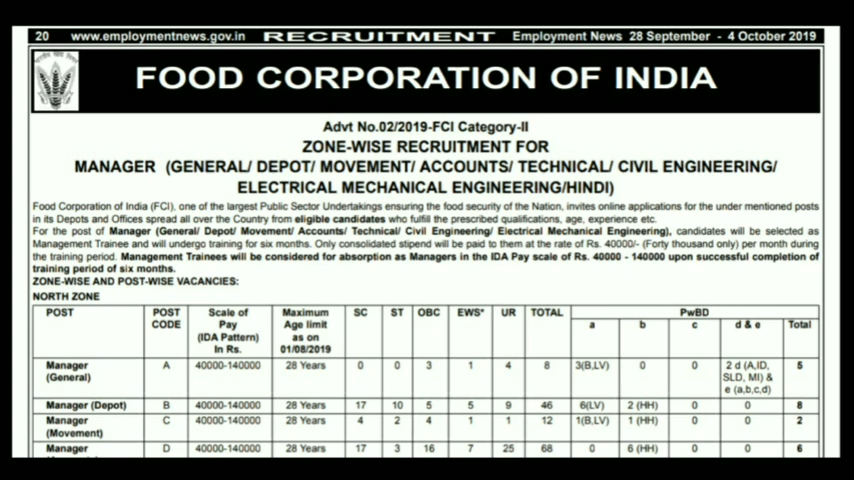 20 www.employmentnews.gov.in RECRUITMENT Employment News 28 September - 4 October 2019
FOOD CORPORATION OF INDIA
Advt No.02/2019-FCI Category-II
ZONE-WISE RECRUITMENT FOR
MANAGER (GENERAL/ DEPOT/ MOVEMENT/ ACCOUNTS/ TECHNICAL/ CIVIL ENGINEERING/
ELECTRICAL MECHANICAL ENGINEERING/HINDI)
Food Corporation of India (FCI), one of the largest Public Sector Undertakings ensuring the food security of the Nation, invites online applications for the under mentioned posts
in its Depots and Offices spread all over the Country from eligible candidates who fulfill the prescribed qualifications, age, experience etc.
For the post of Manager (General/ Depot/ Movement/ Accounts/ Technical/ Civil Engineering/ Electrical Mechanical Engineering), candidates will be selected as
Management Trainee and will undergo training for six months. Only consolidated stipend will be paid to them at the rate of Rs. 40000/- (Forty thousand only) per month during
the training period. Management Trainees will be considered for absorption as Managers in the IDA Pay scale of Rs. 40000 - 140000 upon successful completion of
training period of six months.
ZONE-WISE AND POST-WISE VACANCIES:
NORTH ZONE
POST POST CODE Scale of Pay (IDA Pattern) In Rs. Maximum Age limit as on 01/08/2019 SC ST OBC EWS* UR TOTAL PwBD
a b c d & e Total
Manager (General) A 40000-140000 28 Years 0 0 3 1 4 8 3(B,LV) 0 0 2 d (A,ID, SLD, MI) & e (a,b,c,d) 5
Manager (Depot) B 40000-140000 28 Years 17 10 5 5 9 46 6(LV) 2 (HH) 0 0 8
Manager (Movement) C 40000-140000 28 Years 4 2 4 1 1 12 1(B,LV) 1 (HH) 0 0 2
Manager D 40000-140000 28 Years 17 3 16 7 25 68 0 6 (HH) 0 0 6